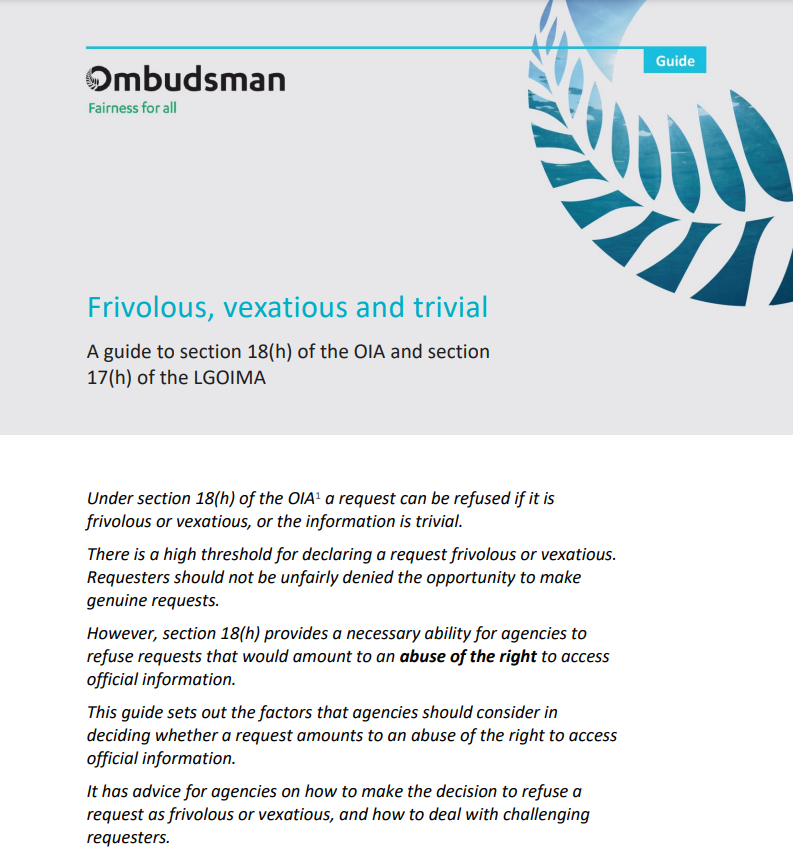 Guide
Ombudsman
Fairness for all
Frivolous, vexatious and trivial
A guide to section 18(h) of the OIA and section
17(h) of the LGOIMA
Under section 18(h) of the OIA¹ a request can be refused if it is
frivolous or vexatious, or the information is trivial.
There is a high threshold for declaring a request frivolous or vexatious.
Requesters should not be unfairly denied the opportunity to make
genuine requests.
However, section 18(h) provides a necessary ability for agencies to
refuse requests that would amount to an abuse of the right to access
official information.
This guide sets out the factors that agencies should consider in
deciding whether a request amounts to an abuse of the right to access
official information.
It has advice for agencies on how to make the decision to refuse a
request as frivolous or vexatious, and how to deal with challenging
requesters.